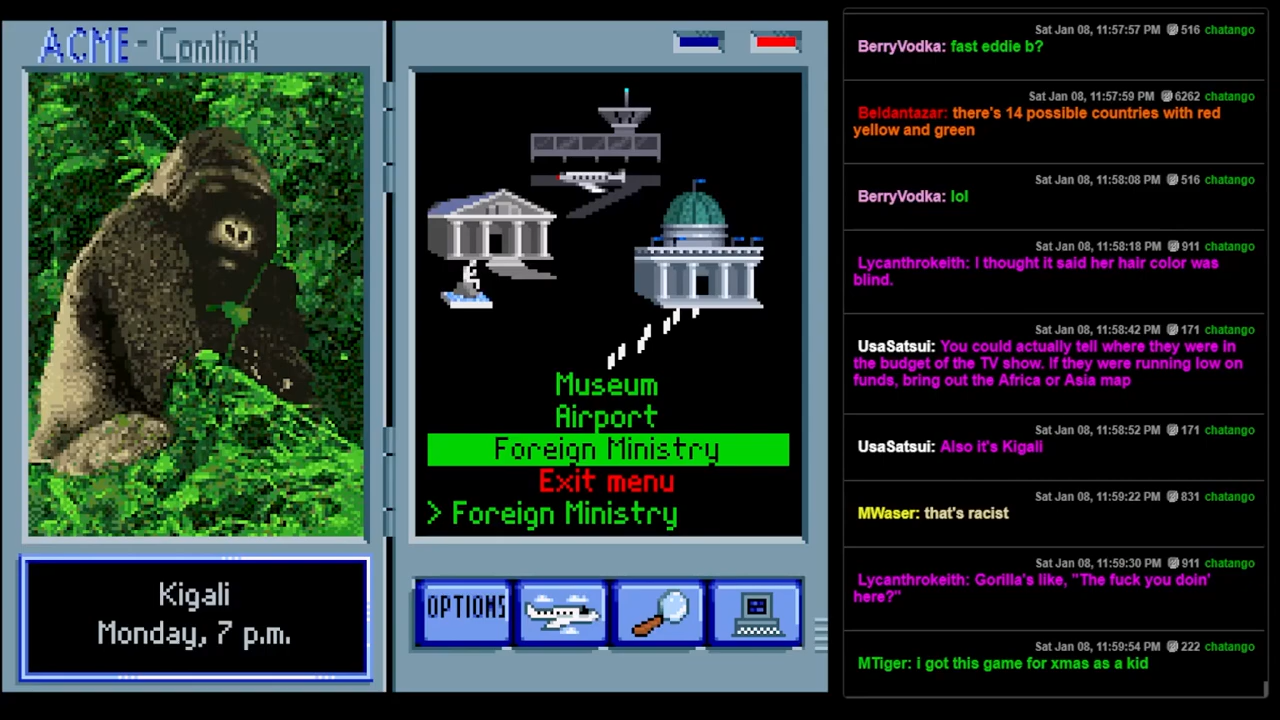 ACME - ComlinK
Kigali
Monday, 7 p.m.
Museum
Airport
Foreign Ministry
Exit menu
> Foreign Ministry
OPTIONS
Sat Jan 08, 11:57:57 PM 516 chatango
BerryVodka: fast eddie b?
Sat Jan 08, 11:57:59 PM 6262 chatango
Beldantazar: there's 14 possible countries with red
yellow and green
Sat Jan 08, 11:58:08 PM 516 chatango
BerryVodka: lol
Sat Jan 08, 11:58:18 PM 911 chatango
Lycanthrokeith: I thought it said her hair color was
blind.
Sat Jan 08, 11:58:42 PM 171 chatango
UsaSatsui: You could actually tell where they were in
the budget of the TV show. If they were running low on
funds, bring out the Africa or Asia map
Sat Jan 08, 11:58:52 PM 171 chatango
UsaSatsui: Also it's Kigali
Sat Jan 08, 11:59:22 PM 831 chatango
MWaser: that's racist
Sat Jan 08, 11:59:30 PM 911 chatango
Lycanthrokeith: Gorilla's like, "The fuck you doin'
here?"
Sat Jan 08, 11:59:54 PM 222 chatango
MTiger: i got this game for xmas as a kid